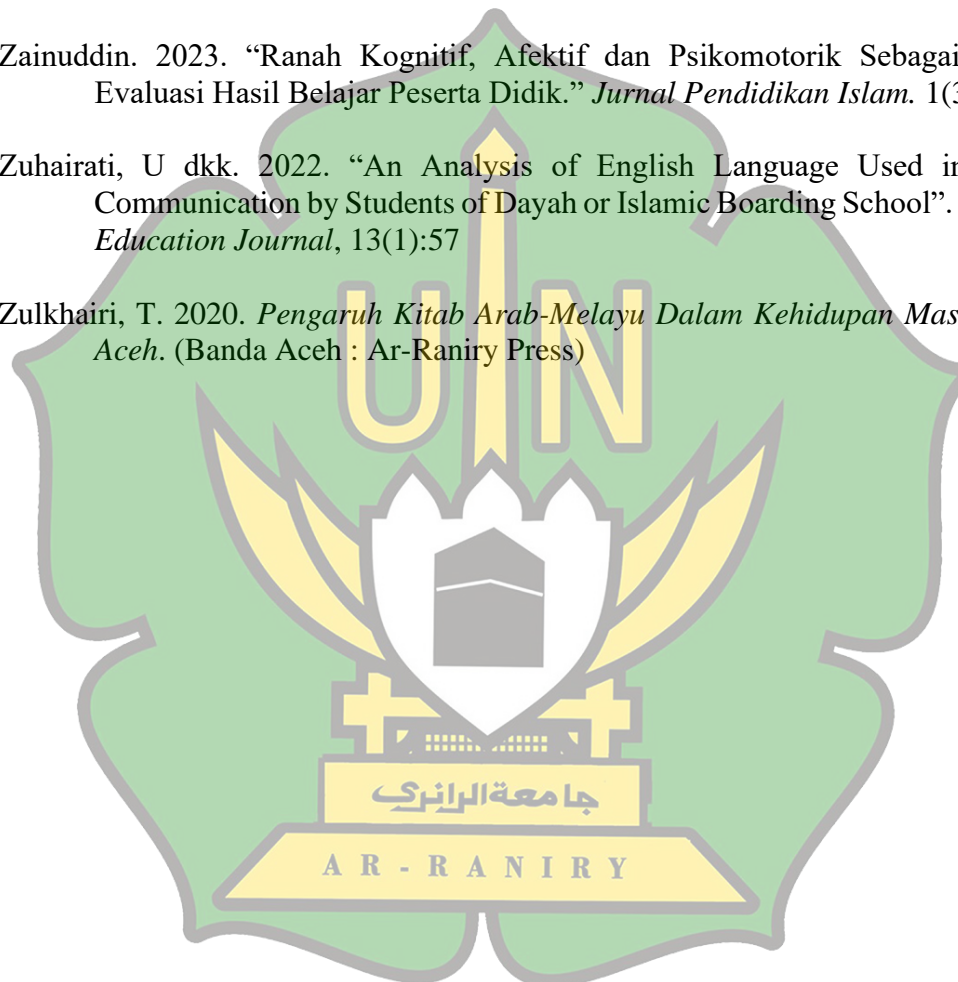 Zainuddin. 2023. “Ranah Kognitif, Afektif dan Psikomotorik Sebagai
Evaluasi Hasil Belajar Peserta Didik.” Jurnal Pendidikan Islam. 1(3
Zuhairati, U dkk. 2022. “An Analysis of English Language Used in
Communication by Students of Dayah or Islamic Boarding School”.
Education Journal, 13(1):57
Zulkhairi, T. 2020. Pengaruh Kitab Arab-Melayu Dalam Kehidupan Mas
Aceh. (Banda Aceh : Ar-Raniry Press)
UIN
جامعة الرانري
AR-RANIRY